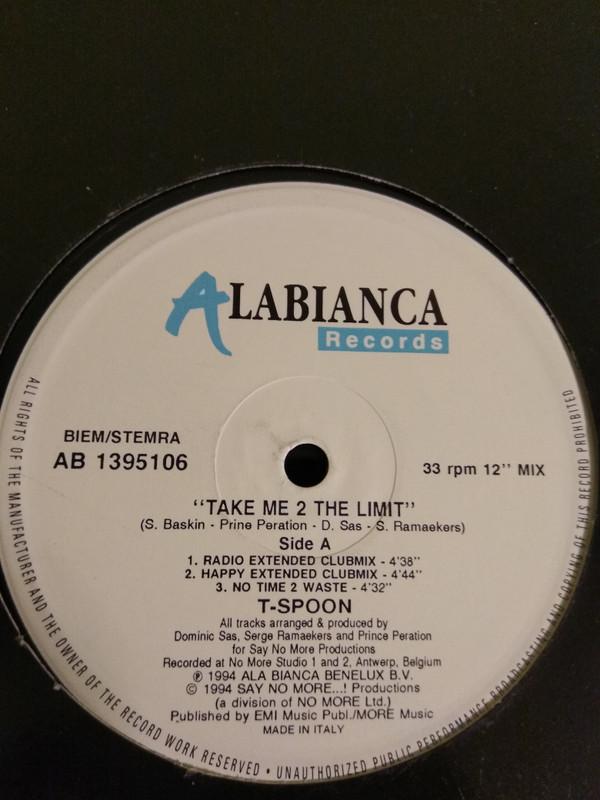 ALABIANCA
Records
BIEM/STEMRA
AB 1395106
33 rpm 12'' MIX
“TAKE ME 2 THE LIMIT”
(S. Baskin - Prine Peration - D. Sas - S. Ramaekers)
Side A
1. RADIO EXTENDED CLUBMIX - 4'38''
2. HAPPY EXTENDED CLUBMIX - 4'44''
3. NO TIME 2 WASTE - 4'32''
T-SPOON
All tracks arranged & produced by
Dominic Sas, Serge Ramaekers and Prince Peration
for Say No More Productions
Recorded at No More Studio 1 and 2, Antwerp, Belgium
℗ 1994 ALA BIANCA BENELUX B.V.
© 1994 SAY NO MORE...! Productions
(a division of NO MORE Ltd.)
Published by EMI Music Publ./MORE Music
MADE IN ITALY
ALL RIGHTS OF THE MANUFACTURER AND THE OWNER OF THE RECORD WORK RESERVED • UNAUTHORIZED PUBLIC PERFORMANCE BROADCASTING AND COPYING OF THIS RECORD PROHIBITED